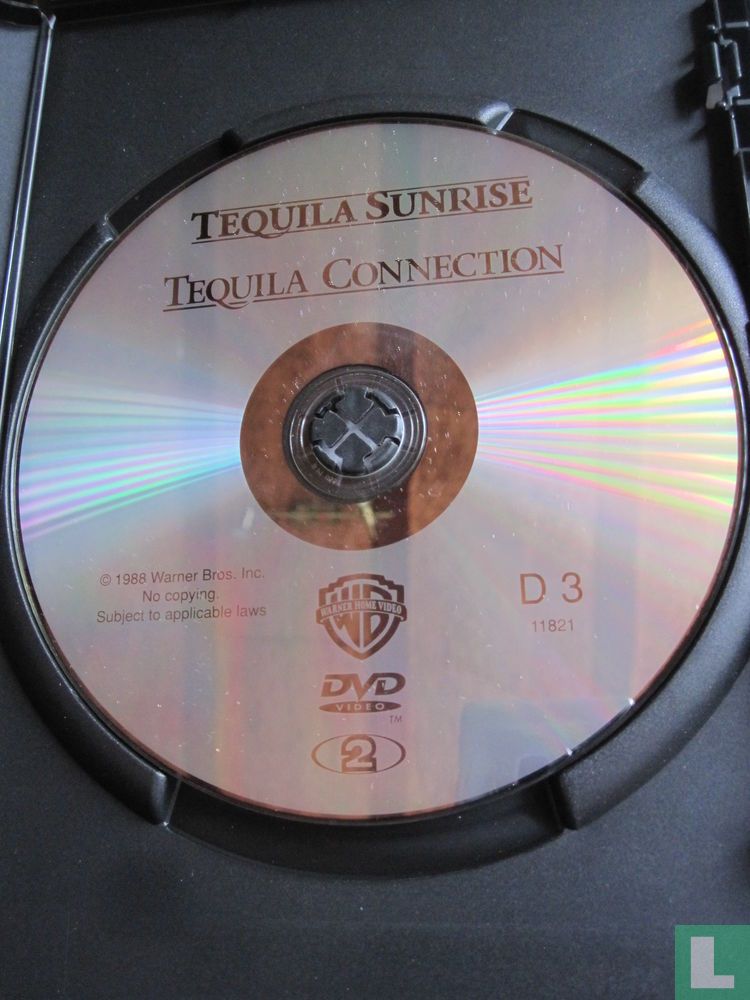 TEQUILA SUNRISE
TEQUILA CONNECTION
© 1988 Warner Bros. Inc.
No copying.
Subject to applicable laws
WARNER HOME VIDEO
WB
D 3
11821
DVD
VIDEO
TM
2
L